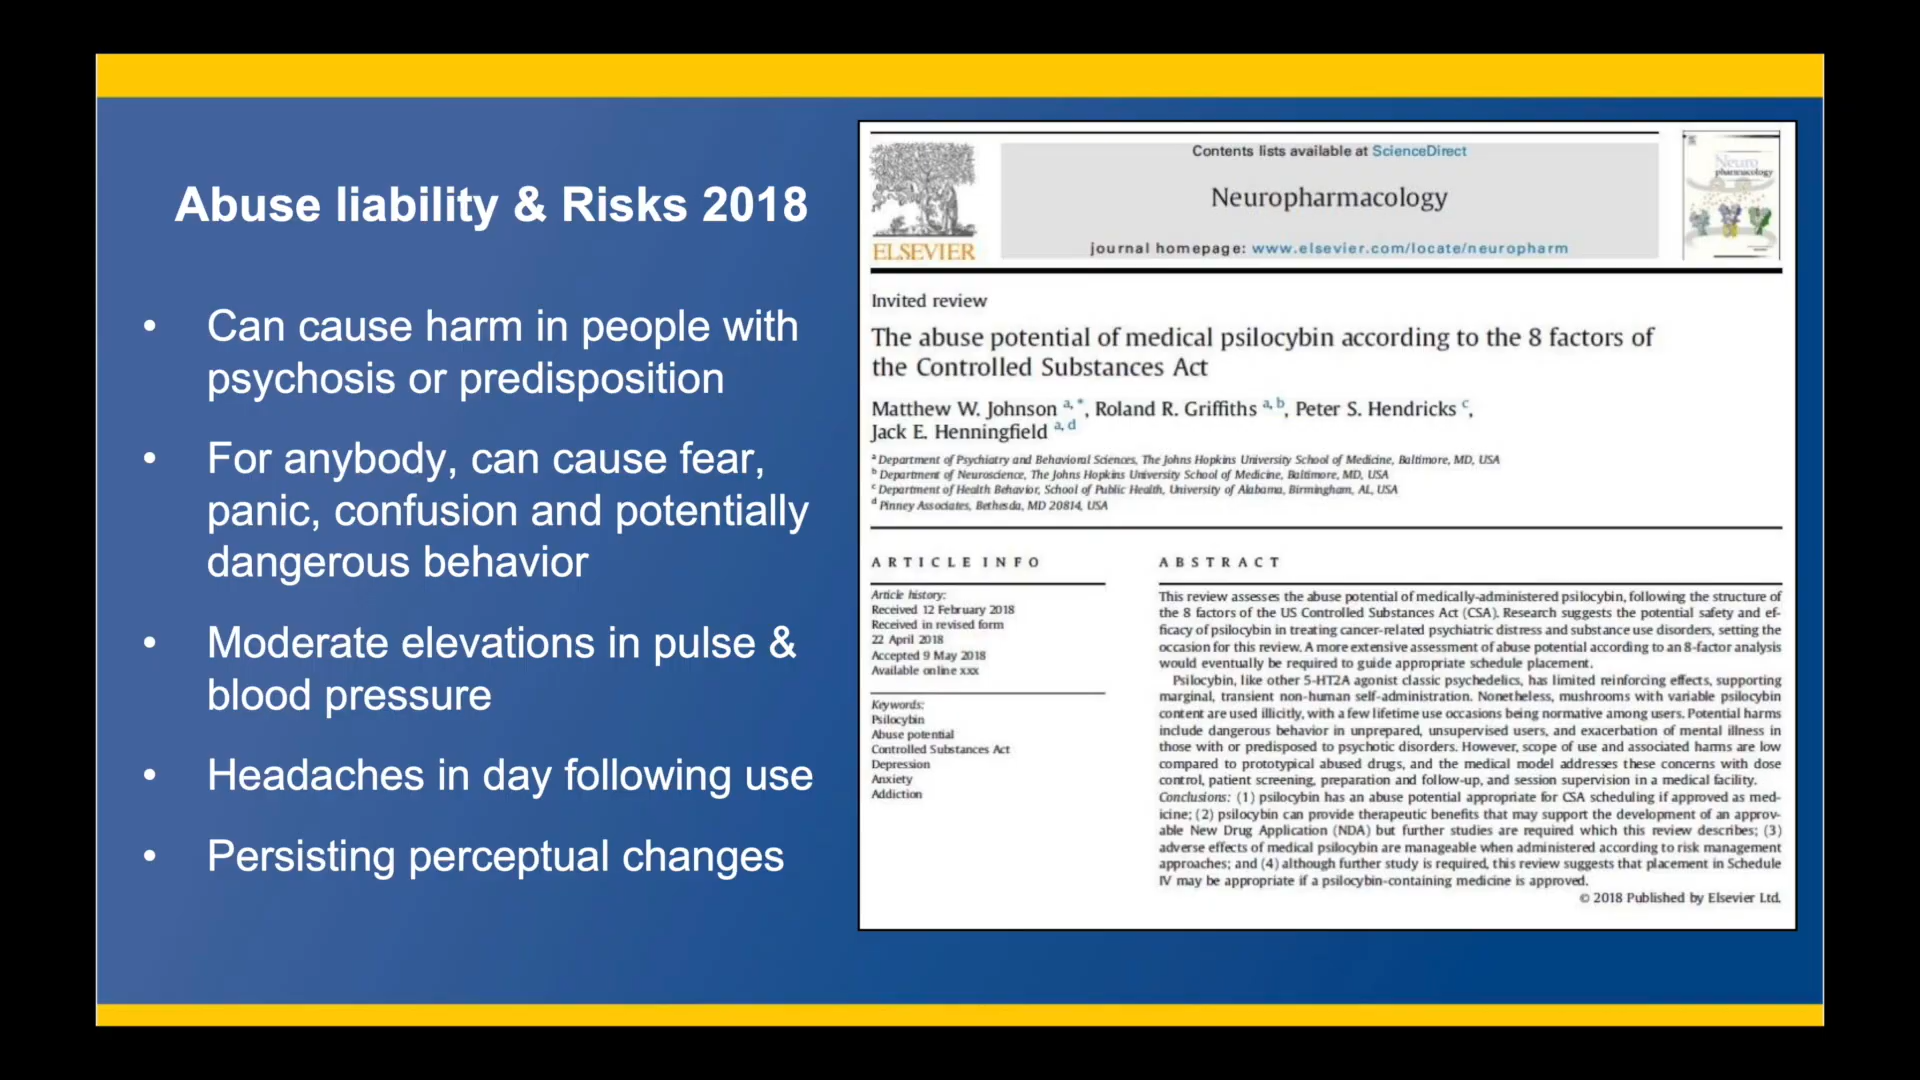 Abuse liability & Risks 2018
• Can cause harm in people with
psychosis or predisposition
• For anybody, can cause fear,
panic, confusion and potentially
dangerous behavior
• Moderate elevations in pulse &
blood pressure
• Headaches in day following use
• Persisting perceptual changes
ELSEVIER
Contents lists available at ScienceDirect
Neuropharmacology
journal homepage: www.elsevier.com/locate/neuropharm
Neuro
pharmacology
Invited review
The abuse potential of medical psilocybin according to the 8 factors of
the Controlled Substances Act
Matthew W. Johnson a, *, Roland R. Griffiths a, b, Peter S. Hendricks c,
Jack E. Henningfield a, d
a Department of Psychiatry and Behavioral Sciences, The Johns Hopkins University School of Medicine, Baltimore, MD, USA
b Department of Neuroscience, The Johns Hopkins University School of Medicine, Baltimore, MD, USA
c Department of Health Behavior, School of Public Health, University of Alabama, Birmingham, AL, USA
d Pinney Associates, Bethesda, MD 20814, USA
ARTICLE INFO
Article history:
Received 12 February 2018
Received in revised form
22 April 2018
Accepted 9 May 2018
Available online xxx
Keywords:
Psilocybin
Abuse potential
Controlled Substances Act
Depression
Anxiety
Addiction
ABSTRACT
This review assesses the abuse potential of medically-administered psilocybin, following the structure of
the 8 factors of the US Controlled Substances Act (CSA). Research suggests the potential safety and ef-
ficacy of psilocybin in treating cancer-related psychiatric distress and substance use disorders, setting the
occasion for this review. A more extensive assessment of abuse potential according to an 8-factor analysis
would eventually be required to guide appropriate schedule placement.
Psilocybin, like other 5-HT2A agonist classic psychedelics, has limited reinforcing effects, supporting
marginal, transient non-human self-administration. Nonetheless, mushrooms with variable psilocybin
content are used illicitly, with a few lifetime use occasions being normative among users. Potential harms
include dangerous behavior in unprepared, unsupervised users, and exacerbation of mental illness in
those with or predisposed to psychotic disorders. However, scope of use and associated harms are low
compared to prototypical abused drugs, and the medical model addresses these concerns with dose
control, patient screening, preparation and follow-up, and session supervision in a medical facility.
Conclusions: (1) psilocybin has an abuse potential appropriate for CSA scheduling if approved as med-
icine; (2) psilocybin can provide therapeutic benefits that may support the development of an approv-
able New Drug Application (NDA) but further studies are required which this review describes; (3)
adverse effects of medical psilocybin are manageable when administered according to risk management
approaches; and (4) although further study is required, this review suggests that placement in Schedule
IV may be appropriate if a psilocybin-containing medicine is approved.
© 2018 Published by Elsevier Ltd.